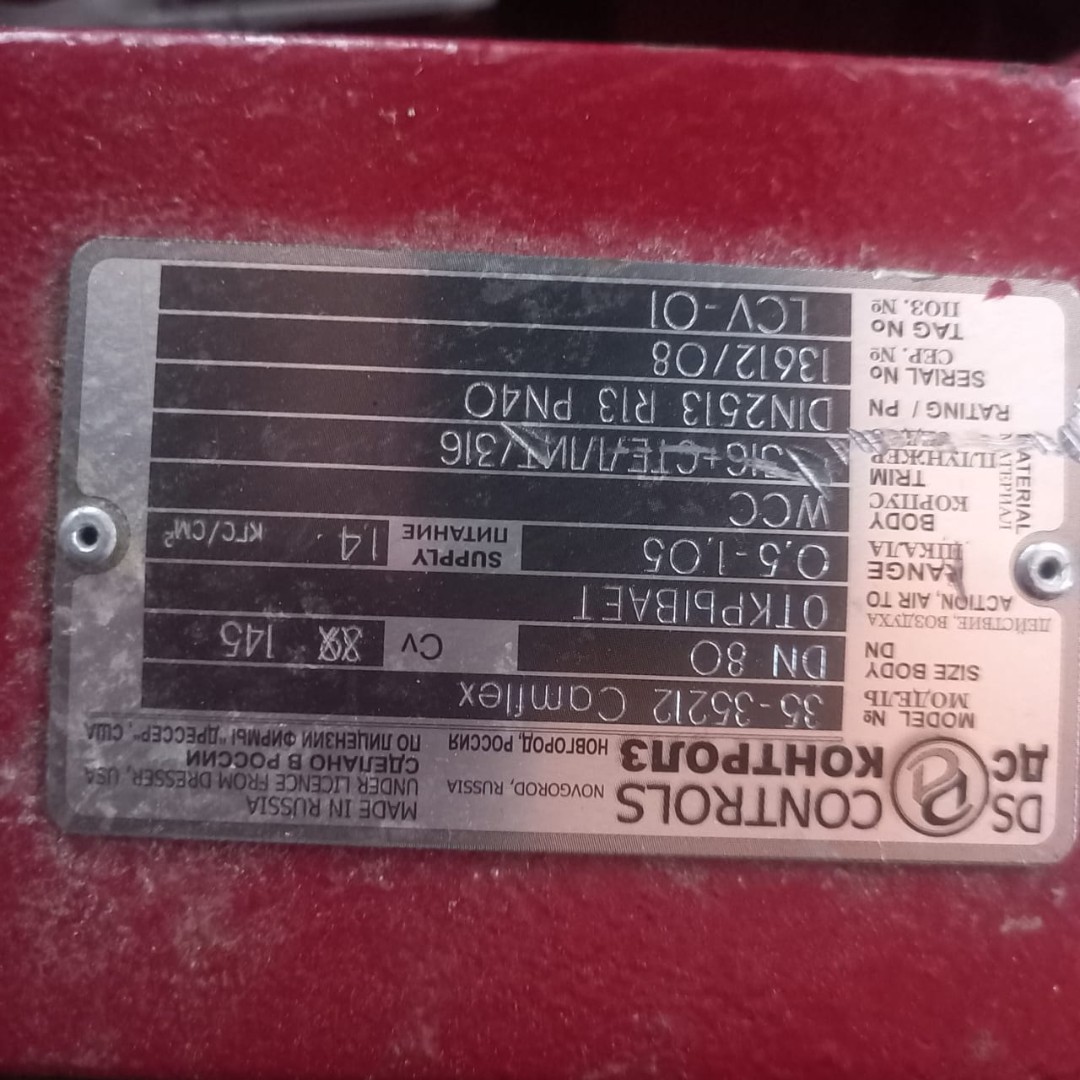 DS CONTROLS NOVGOROD, RUSSIA
ДС КОНТРОЛЗ НОВГОРОД, РОССИЯ
MADE IN RUSSIA
UNDER LICENCE FROM DRESSER, USA
СДЕЛАНО В РОССИИ
ПО ЛИЦЕНЗИИ ФИРМЫ "ДРЕССЕР", США
MODEL № 35-35212 Camflex
МОДЕЛЬ
SIZE BODY DN 80 Cv 145
DN
ДЕЙСТВИЕ, ВОЗДУХА ОТКРЫВАЕТ
ACTION, AIR TO
RANGE 0,5-1,05 SUPPLY 1,4 КГС/СМ²
ШКАЛА ПИТАНИЕ
MATERIAL
МАТЕРИАЛ
BODY WCC
КОРПУС
TRIM 316+СТЕЛЛИТ/316
ПЛУНЖЕР
RATING / PN DIN2513 R13 PN40
SERIAL № 13612/08
СЕР. №
TAG № LCV-01
ПОЗ. №